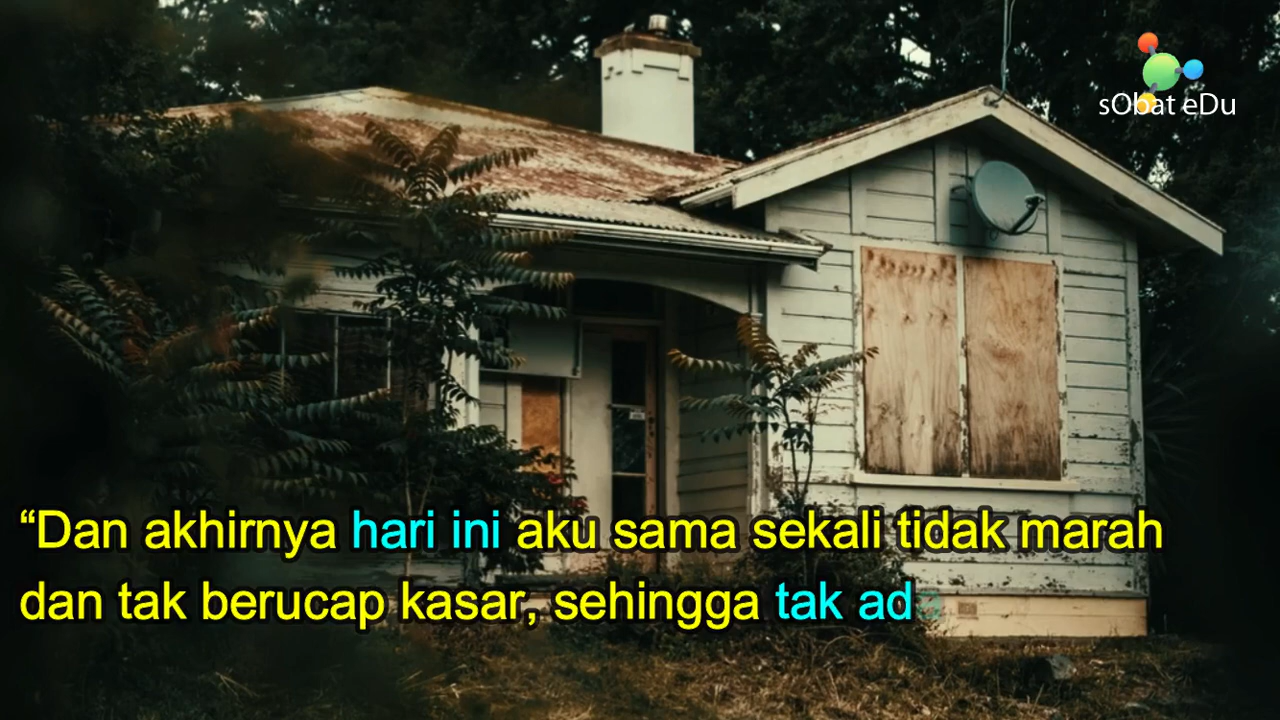 sObat eDu
“Dan akhirnya hari ini aku sama sekali tidak marah
dan tak berucap kasar, sehingga tak ad